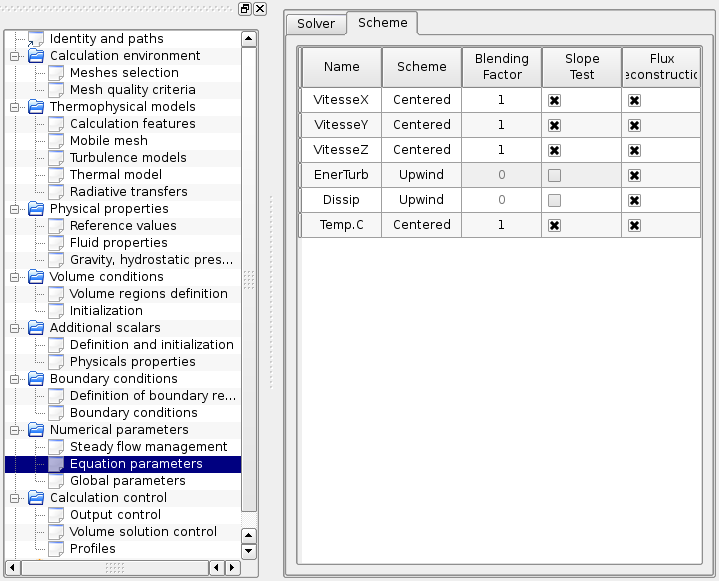 Identity and paths
Calculation environment
Meshes selection
Mesh quality criteria
Thermophysical models
Calculation features
Mobile mesh
Turbulence models
Thermal model
Radiative transfers
Physical properties
Reference values
Fluid properties
Gravity, hydrostatic pres...
Volume conditions
Volume regions definition
Initialization
Additional scalars
Definition and initialization
Physicals properties
Boundary conditions
Definition of boundary re...
Boundary conditions
Numerical parameters
Steady flow management
Equation parameters
Global parameters
Calculation control
Output control
Volume solution control
Profiles
Solver Scheme
Name Scheme Blending Factor Slope Test Flux econstructio
VitesseX Centered 1
VitesseY Centered 1
VitesseZ Centered 1
EnerTurb Upwind 0
Dissip Upwind 0
Temp.C Centered 1